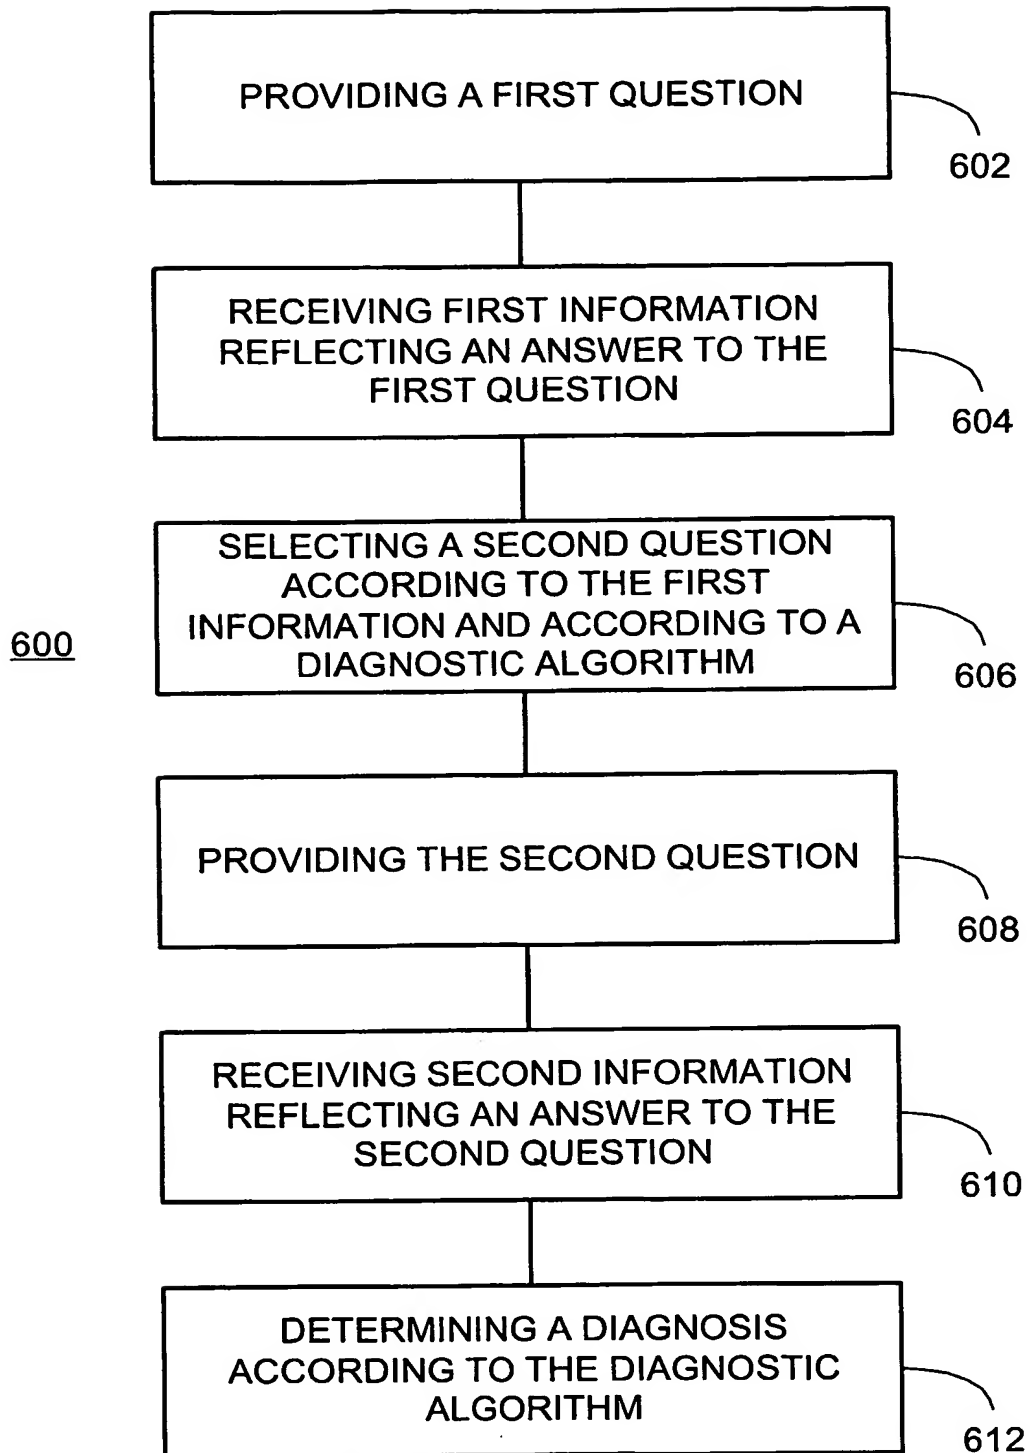 PROVIDING A FIRST QUESTION
602
RECEIVING FIRST INFORMATION
REFLECTING AN ANSWER TO THE
FIRST QUESTION
604
SELECTING A SECOND QUESTION
ACCORDING TO THE FIRST
INFORMATION AND ACCORDING TO A
DIAGNOSTIC ALGORITHM
600
606
PROVIDING THE SECOND QUESTION
608
RECEIVING SECOND INFORMATION
REFLECTING AN ANSWER TO THE
SECOND QUESTION
610
DETERMINING A DIAGNOSIS
ACCORDING TO THE DIAGNOSTIC
ALGORITHM
612